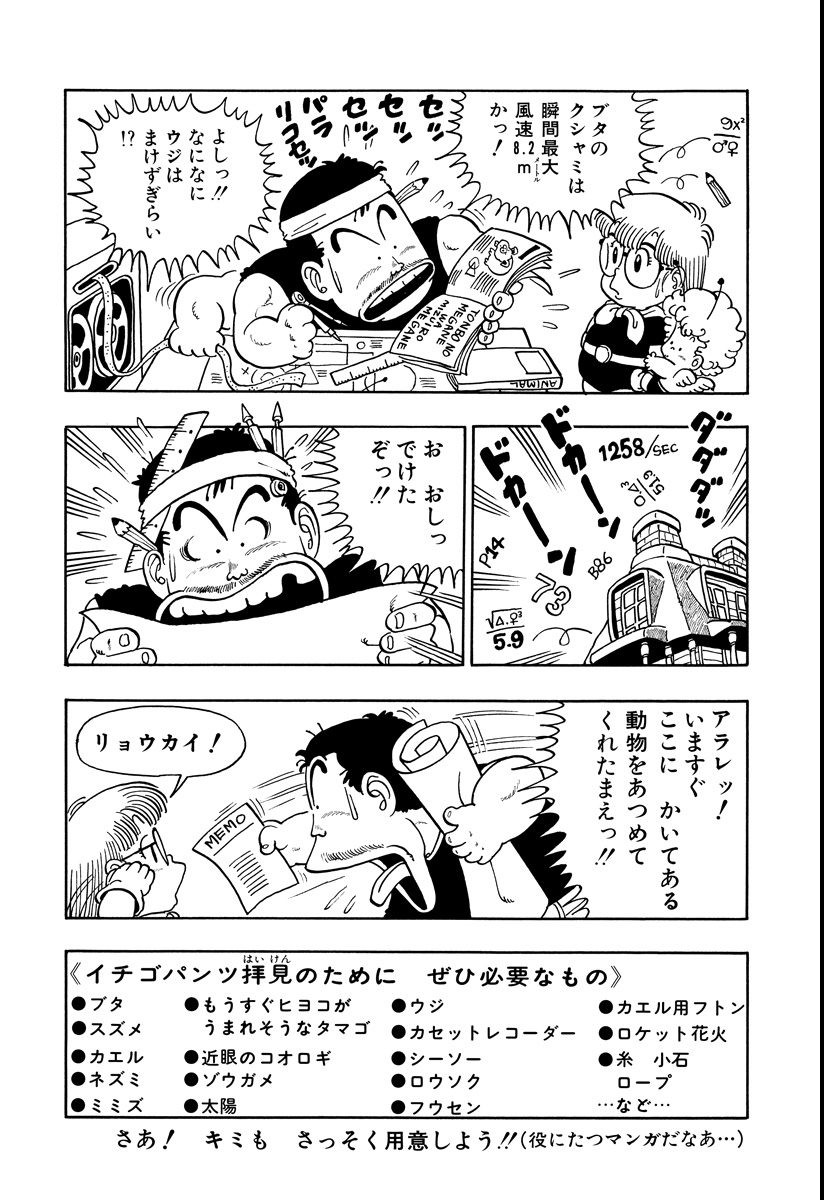 ブタの
クシャミは
瞬間最大
風速8.2mメートル
かっ！
セッ
セッ
セッ
パラ
リコセッ
よしっ!!
なになに
ウジは
まけずぎらい
!?
9x²
♂♀
TONBO NO
MEGANE
WA
MIZUIRO
MEGANE
ANIMAL
ダダダッ
ドカーン
ドカーン
1258/SEC
P14
B86
73
5.9
お おしっ
でけた
ぞっ!!
アラレッ！
いますぐ
ここに かいてある
動物をあつめて
くれたまえっ!!
MEMO
リョウカイ！
《イチゴパンツ拝見はいけんのために ぜひ必要なもの》
●ブタ
●スズメ
●カエル
●ネズミ
●ミミズ
●もうすぐヒヨコが
うまれそうなタマゴ
●近眼のコオロギ
●ゾウガメ
●太陽
●ウジ
●カセットレコーダー
●シーソー
●ロウソク
●フウセン
●カエル用フトン
●ロケット花火
●糸 小石
ロープ
…など…
さあ！ キミも さっそく用意しよう!!(役にたつマンガだなあ…)